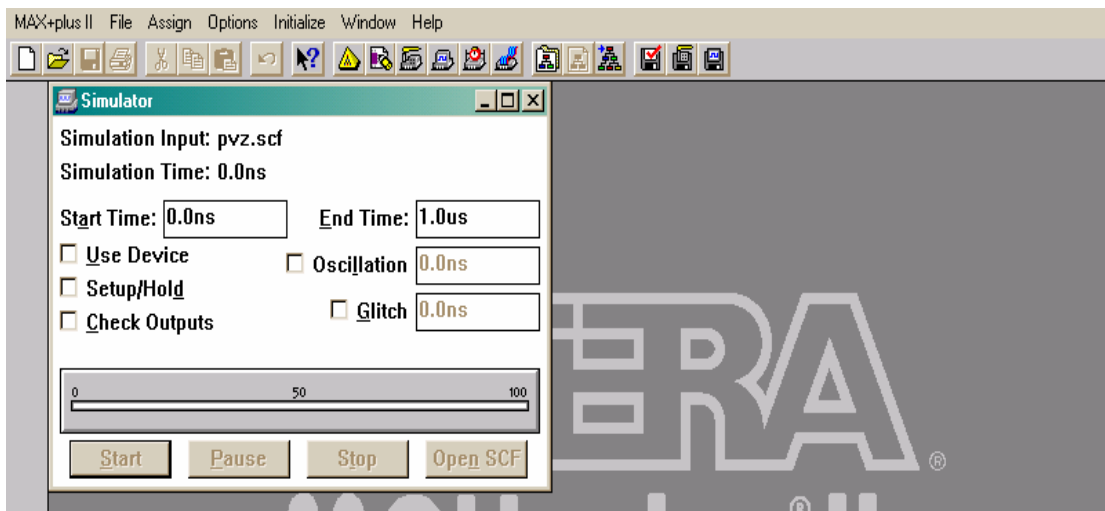 MAX+plus II File Assign Options Initialize Window Help
Simulator
Simulation Input: pvz.scf
Simulation Time: 0.0ns
Start Time: 0.0ns End Time: 1.0us
Use Device
Oscillation 0.0ns
Setup/Hold
Glitch 0.0ns
Check Outputs
0 50 100
Start Pause Stop Open SCF
ERA ®